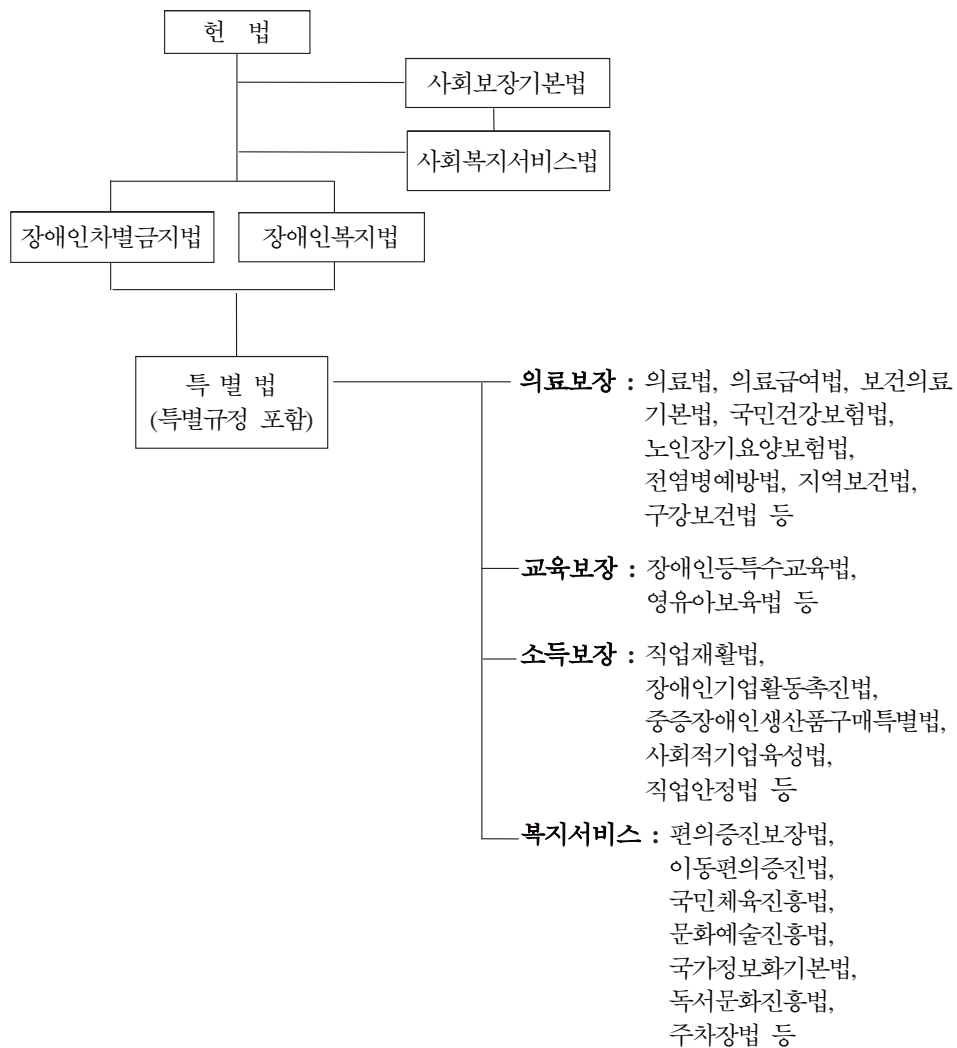 헌 법
사회보장기본법
사회복지서비스법
장애인차별금지법
장애인복지법
특 별 법
(특별규정 포함)
의료보장 : 의료법, 의료급여법, 보건의료
기본법, 국민건강보험법,
노인장기요양보험법,
전염병예방법, 지역보건법,
구강보건법 등
교육보장 : 장애인등특수교육법,
영유아보육법 등
소득보장 : 직업재활법,
장애인기업활동촉진법,
중증장애인생산품구매특별법,
사회적기업육성법,
직업안정법 등
복지서비스 : 편의증진보장법,
이동편의증진법,
국민체육진흥법,
문화예술진흥법,
국가정보화기본법,
독서문화진흥법,
주차장법 등